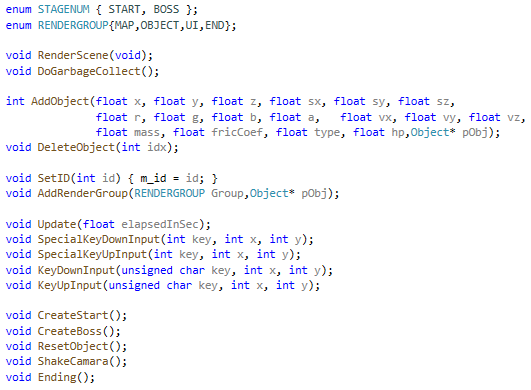 enum STAGENUM { START, BOSS };
enum RENDERGROUP{MAP,OBJECT,UI,END};
void RenderScene(void);
void DoGarbageCollect();
int AddObject(float x, float y, float z, float sx, float sy, float sz,
float r, float g, float b, float a, float vx, float vy, float vz,
float mass, float fricCoef, float type, float hp,Object* pObj);
void DeleteObject(int idx);
void SetID(int id) { m_id = id; }
void AddRenderGroup(RENDERGROUP Group,Object* pObj);
void Update(float elapsedInSec);
void SpecialKeyDownInput(int key, int x, int y);
void SpecialKeyUpInput(int key, int x, int y);
void KeyDownInput(unsigned char key, int x, int y);
void KeyUpInput(unsigned char key, int x, int y);
void CreateStart();
void CreateBoss();
void ResetObject();
void ShakeCamara();
void Ending();